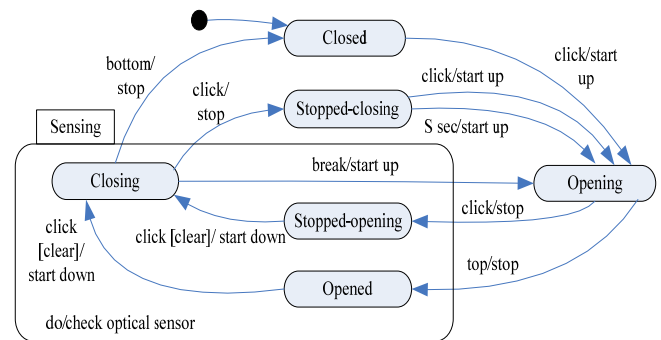 Closed
bottom/
stop
click/
stop
click/start up
click/start
up
Stopped-closing
S sec/start up
Sensing
Closing
break/start up
Opening
click
[clear]/
start down
click [clear]/ start down
Stopped-opening
click/stop
Opened
top/stop
do/check optical sensor